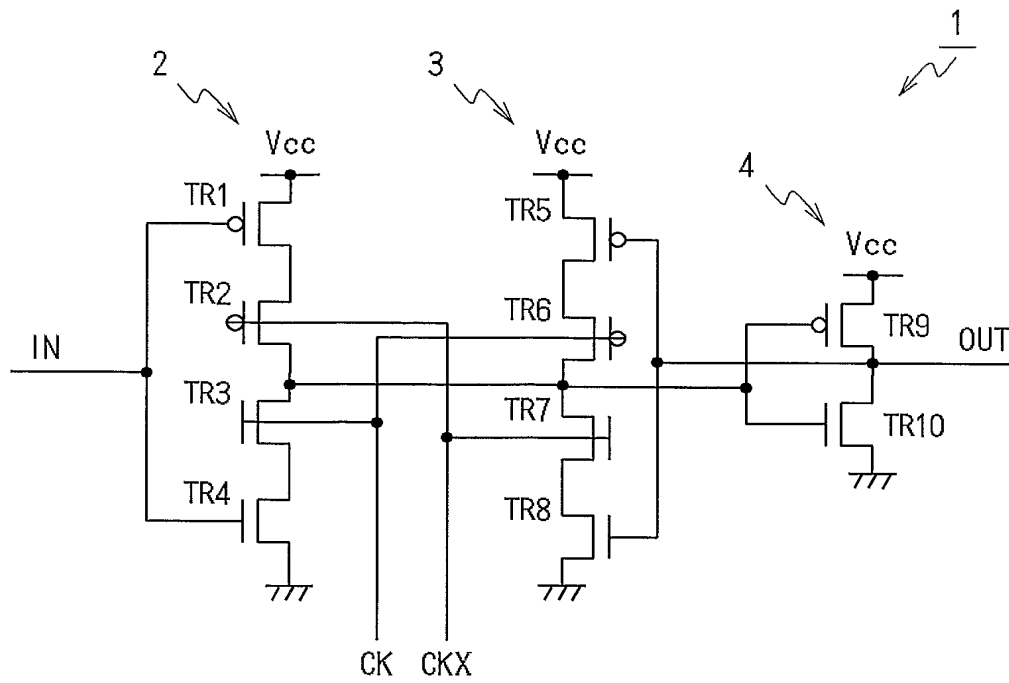 1
2
3
Vcc
Vcc
4
TR1
TR5
Vcc
TR2
TR6
TR9
IN
OUT
TR3
TR7
TR10
TR4
TR8
CK
CKX